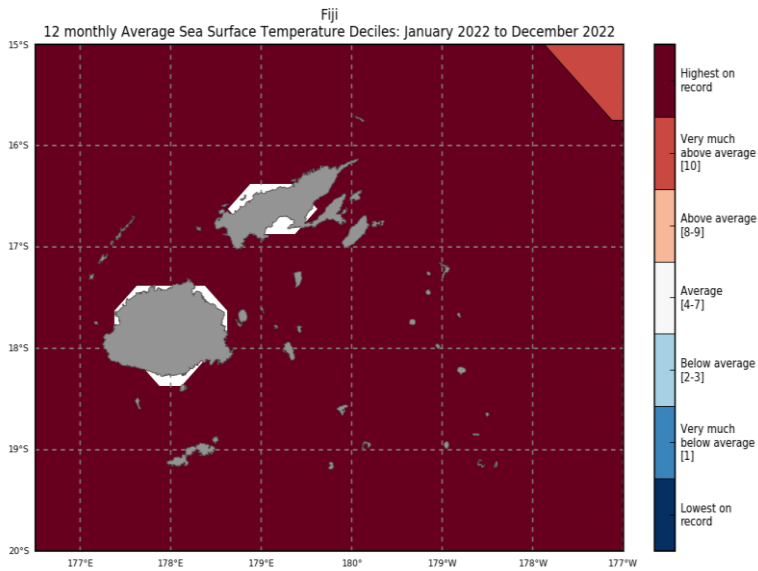 Fiji
12 monthly Average Sea Surface Temperature Deciles: January 2022 to December 2022
15°S
16°S
17°S
18°S
19°S
20°S
177°E
178°E
179°E
180°
179°W
178°W
177°W
Highest on
record
Very much
above average
[10]
Above average
[8-9]
Average
[4-7]
Below average
[2-3]
Very much
below average
[1]
Lowest on
record